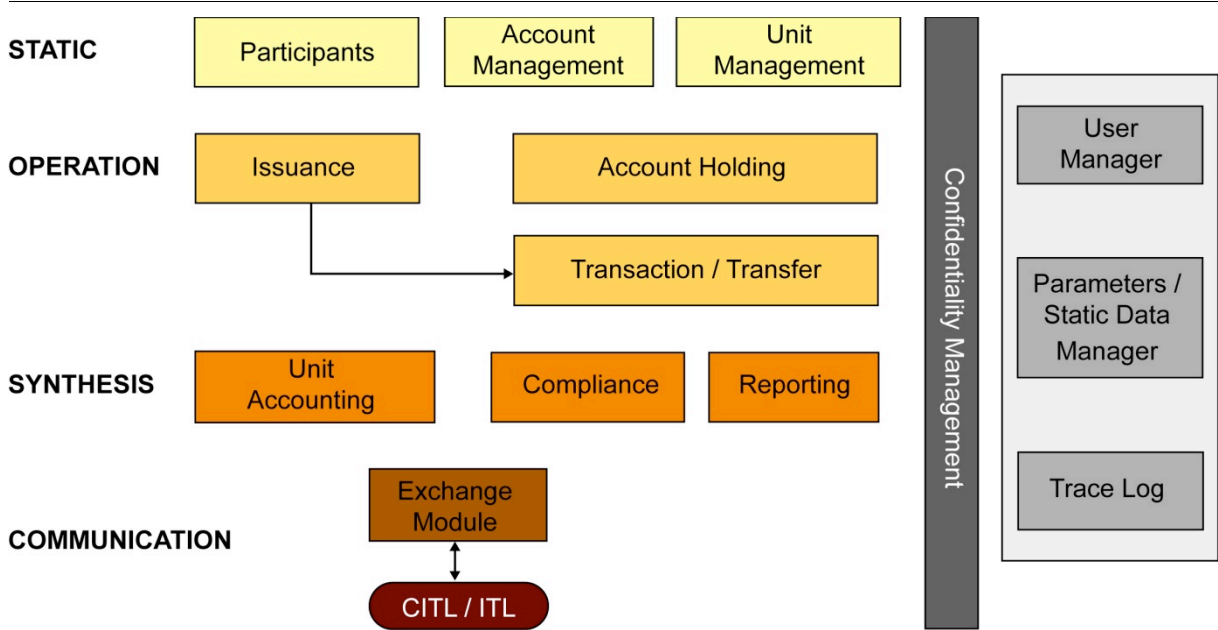 STATIC
Participants
Account
Management
Unit
Management
OPERATION
Issuance
Account Holding
Transaction / Transfer
SYNTHESIS
Unit
Accounting
Compliance
Reporting
COMMUNICATION
Exchange
Module
CITL / ITL
Confidentiality Management
User
Manager
Parameters /
Static Data
Manager
Trace Log